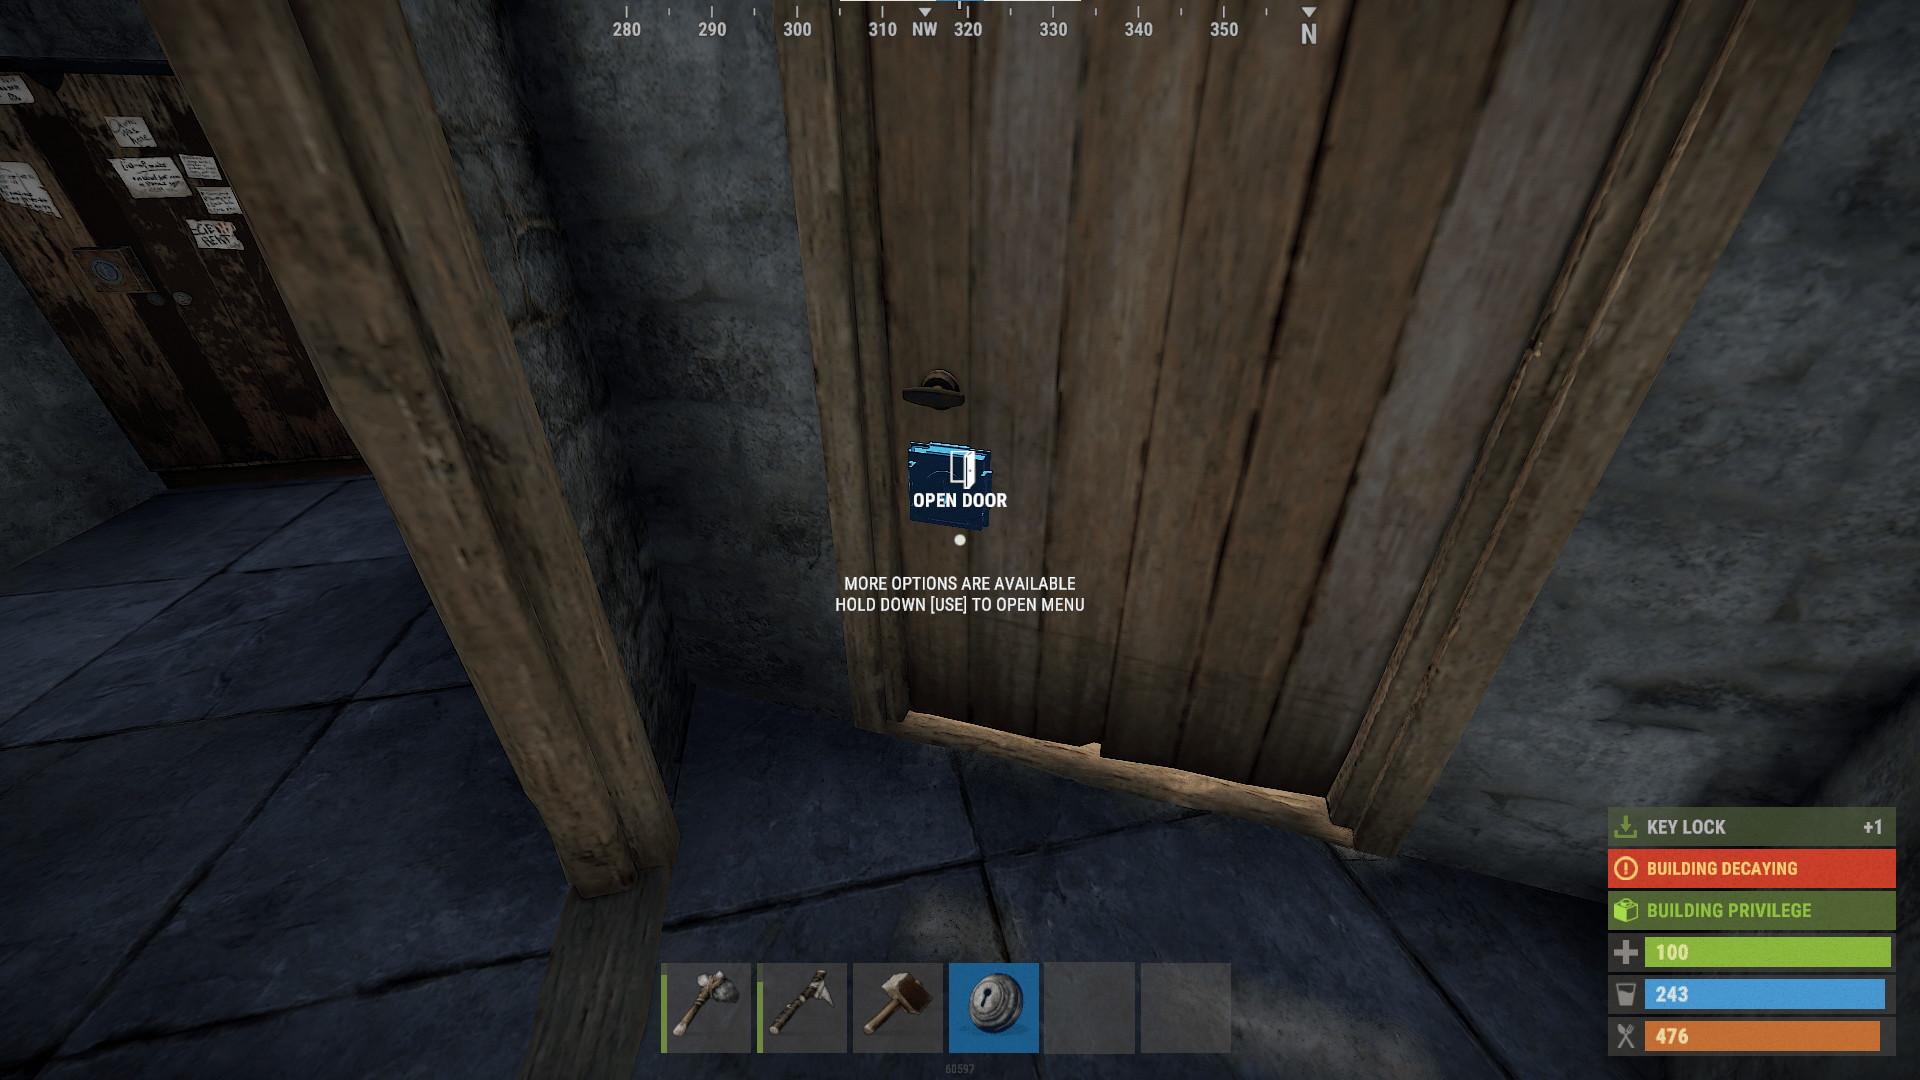 280 290 300 310 NW 320 330 340 350 N
OPEN DOOR
MORE OPTIONS ARE AVAILABLE
HOLD DOWN [USE] TO OPEN MENU
KEY LOCK +1
BUILDING DECAYING
BUILDING PRIVILEGE
100
243
476
60597